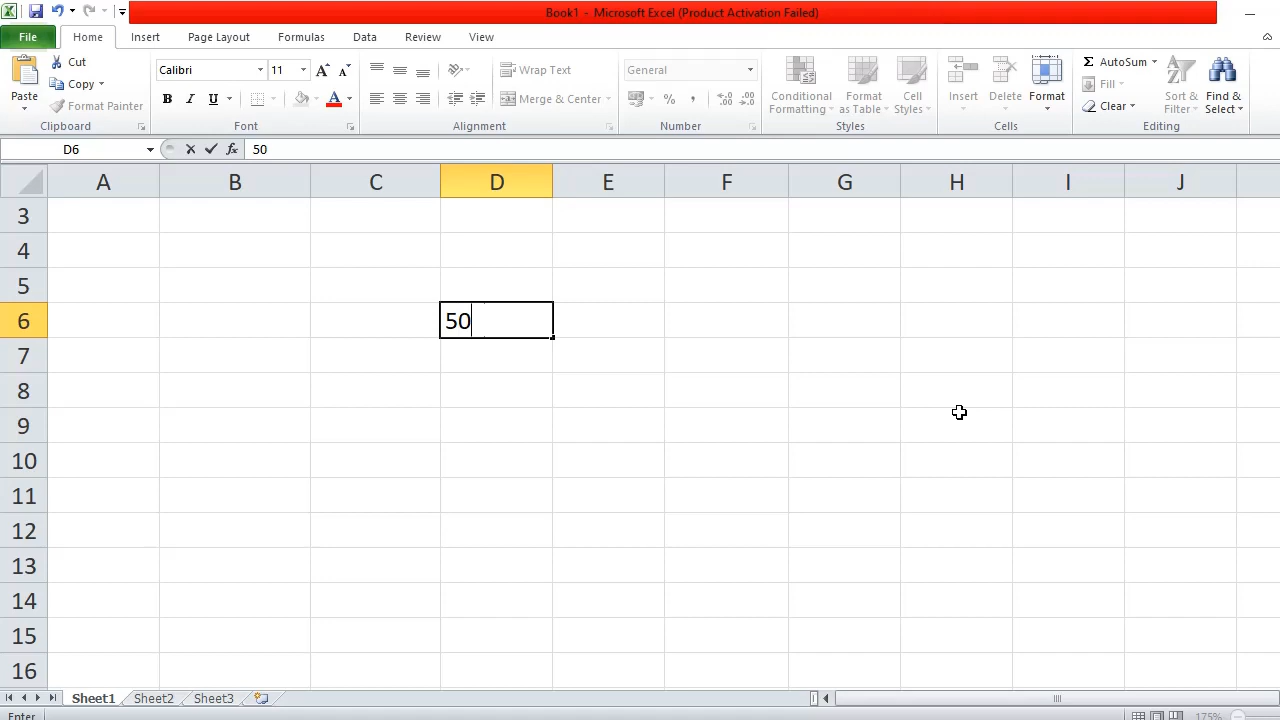 Book1 - Microsoft Excel (Product Activation Failed)
File Home Insert Page Layout Formulas Data Review View
Paste
Cut
Copy
Format Painter
Clipboard
Calibri 11
B I U
Font
Wrap Text
Merge & Center
Alignment
General
% ,
Number
Conditional Formatting
Format as Table
Cell Styles
Styles
Insert Delete Format
Cells
Σ AutoSum
Fill
Clear
Sort & Filter
Find & Select
Editing
D6 fx 50
A B C D E F G H I J
3
4
5
6 50
7
8
9
10
11
12
13
14
15
16
Sheet1 Sheet2 Sheet3
Enter 175%